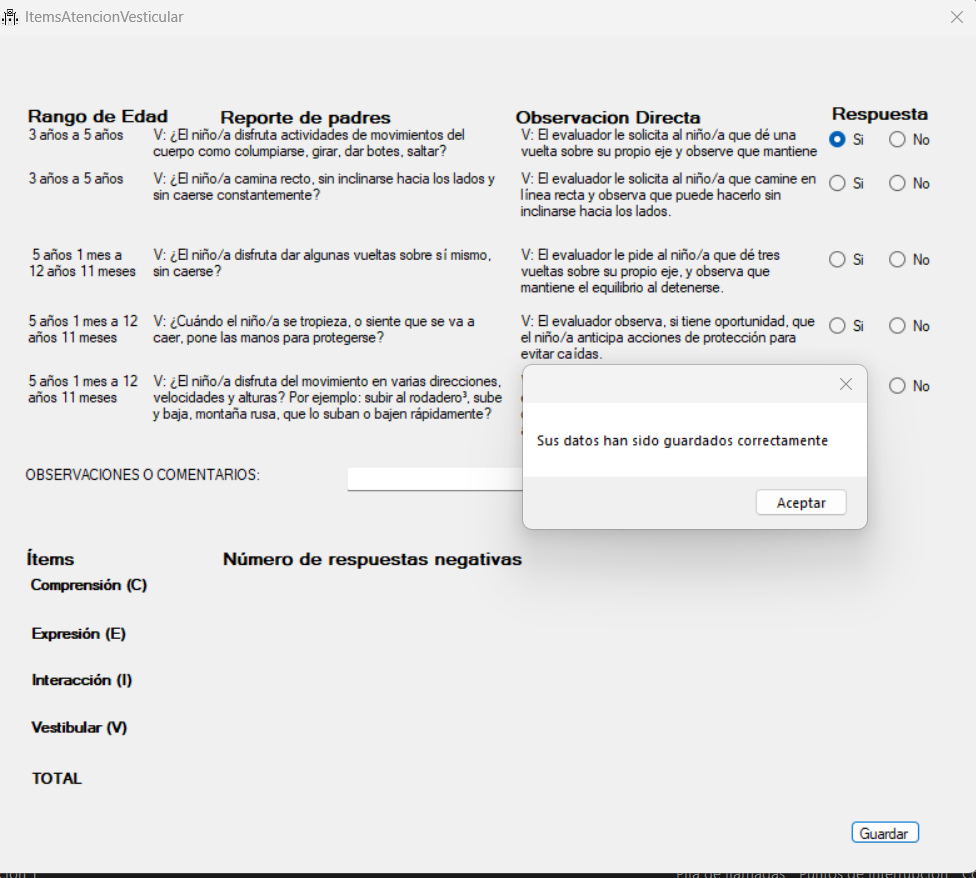 ItemsAtencionVesticular
Rango de Edad Reporte de padres Observacion Directa Respuesta
3 años a 5 años V: ¿El niño/a disfruta actividades de movimientos del V: El evaluador le solicita al niño/a que dé una Si No
cuerpo como columpiarse, girar, dar botes, saltar? vuelta sobre su propio eje y observe que mantiene
3 años a 5 años V: ¿El niño/a camina recto, sin inclinarse hacia los lados y V: El evaluador le solicita al niño/a que camine en Si No
sin caerse constantemente? línea recta y observa que puede hacerlo sin
inclinarse hacia los lados.
5 años 1 mes a V: ¿El niño/a disfruta dar algunas vueltas sobre sí mismo, V: El evaluador le pide al niño/a que dé tres Si No
12 años 11 meses sin caerse? vueltas sobre su propio eje, y observa que
mantiene el equilibrio al detenerse.
5 años 1 mes a 12 V: ¿Cuándo el niño/a se tropieza, o siente que se va a V: El evaluador observa, si tiene oportunidad, que Si No
años 11 meses caer, pone las manos para protegerse? el niño/a anticipa acciones de protección para
evitar caídas.
5 años 1 mes a 12 V: ¿El niño/a disfruta del movimiento en varias direcciones, No
años 11 meses velocidades y alturas? Por ejemplo: subir al rodadero³, sube
y baja, montaña rusa, que lo suban o bajen rápidamente?
Sus datos han sido guardados correctamente
Aceptar
OBSERVACIONES O COMENTARIOS:
Ítems Número de respuestas negativas
Comprensión (C)
Expresión (E)
Interacción (I)
Vestibular (V)
TOTAL
Guardar